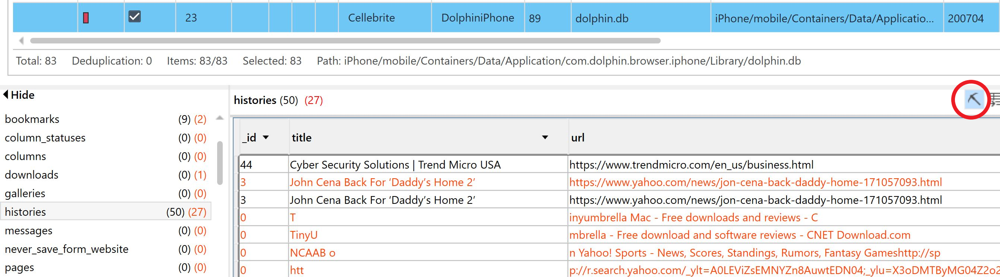 23 Cellebrite DolphiniPhone 89 dolphin.db iPhone/mobile/Containers/Data/Applicatio... 200704
Total: 83 Deduplication: 0 Items: 83/83 Selected: 83 Path: iPhone/mobile/Containers/Data/Application/com.dolphin.browser.iphone/Library/dolphin.db
Hide
bookmarks (9) (2)
column_statuses (0) (0)
columns (0) (0)
downloads (0) (1)
galleries (0) (0)
histories (50) (27)
messages (0) (0)
never_save_form_website (0) (0)
pages (0) (0)
histories (50) (27)
_id title url
44 Cyber Security Solutions | Trend Micro USA https://www.trendmicro.com/en_us/business.html
3 John Cena Back For ‘Daddy’s Home 2’ https://www.yahoo.com/news/jon-cena-back-daddy-home-171057093.html
3 John Cena Back For ‘Daddy’s Home 2’ https://www.yahoo.com/news/jon-cena-back-daddy-home-171057093.html
0 T inyumbrella Mac - Free downloads and reviews - C
0 TinyU mbrella - Free download and software reviews - CNET Download.com
0 NCAAB o n Yahoo! Sports - News, Scores, Standings, Rumors, Fantasy Gameshttp://sp
0 htt p://r.search.yahoo.com/_ylt=A0LEViZsEMNYZn8AuwtEDN04;_ylu=X3oDMTByMG04Z2o2